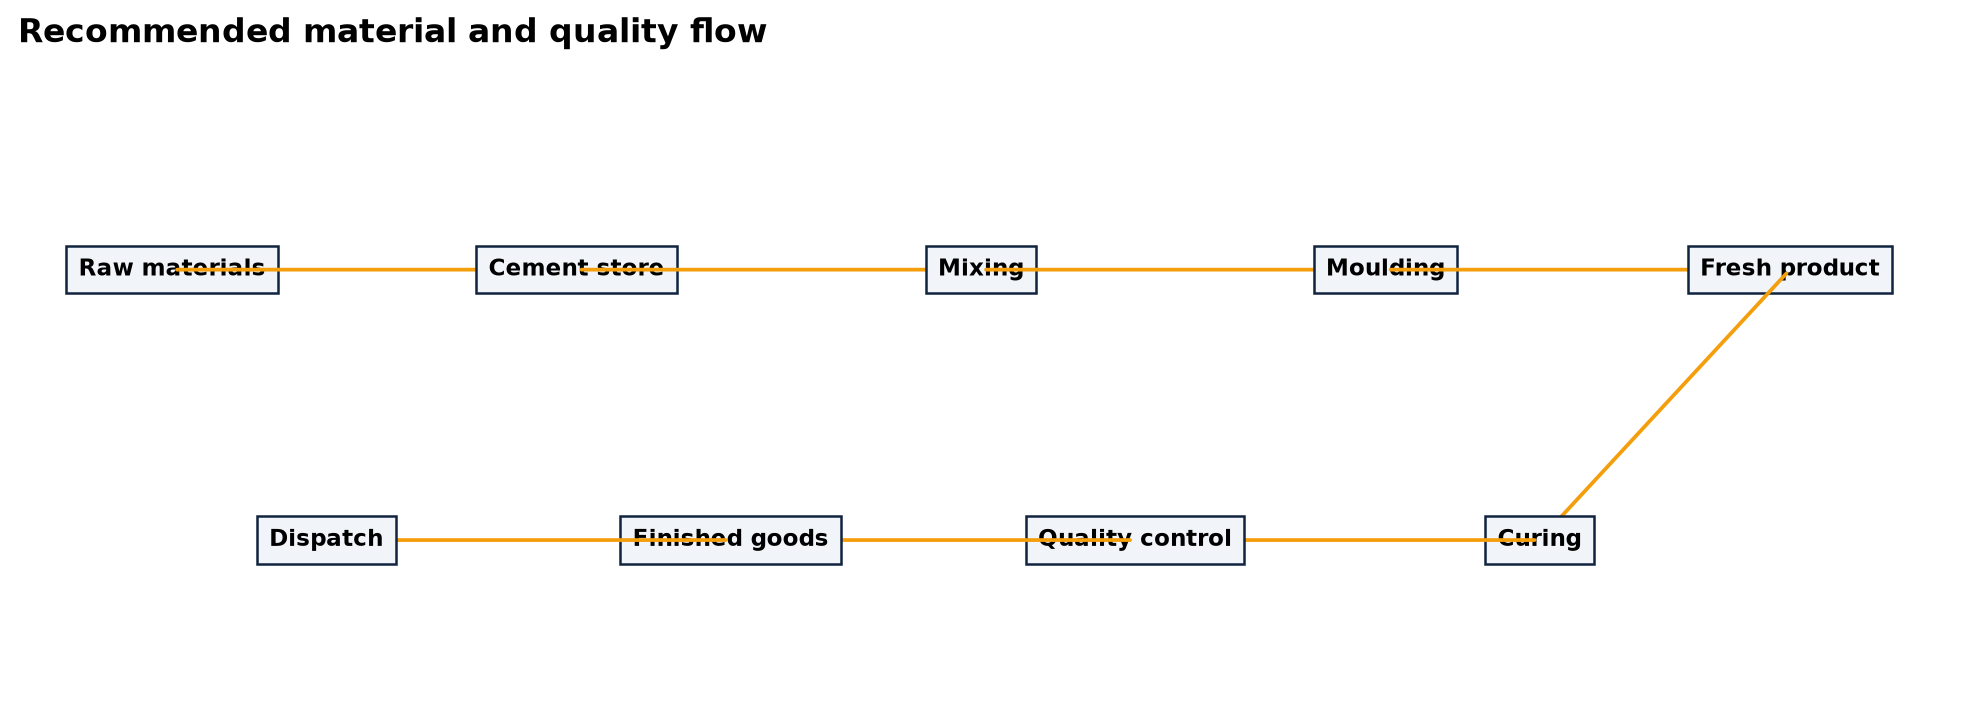 Recommended material and quality flow
Raw materials
Cement store
Mixing
Moulding
Fresh product
Dispatch
Finished goods
Quality control
Curing